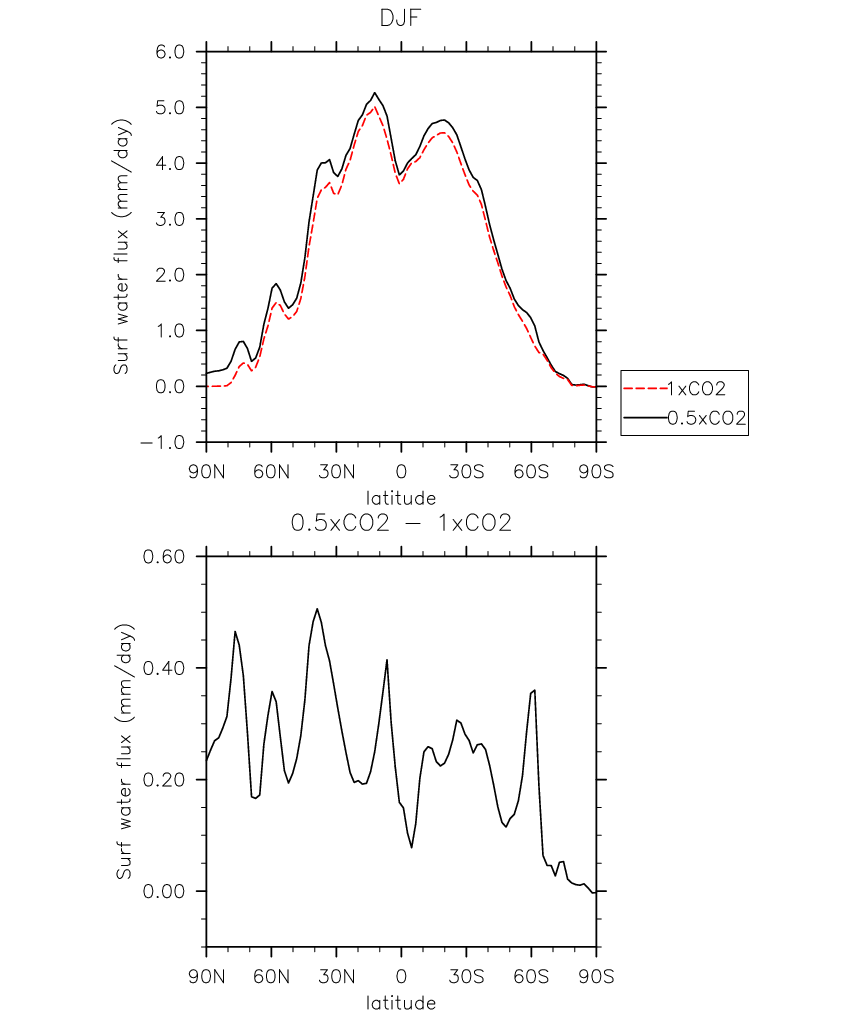 DJF
6.0
5.0
4.0
3.0
2.0
1.0
0.0
−1.0
Surf water flux (mm/day)
90N 60N 30N 0 30S 60S 90S
latitude
1xCO2
0.5xCO2
0.5xCO2 − 1xCO2
0.60
0.40
0.20
0.00
Surf water flux (mm/day)
90N 60N 30N 0 30S 60S 90S
latitude